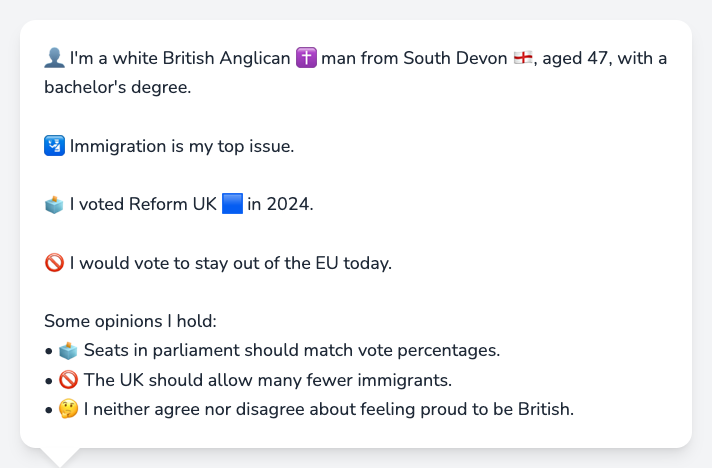 👤 I'm a white British Anglican ✝️ man from South Devon 🏴󠁧󠁢󠁥󠁮󠁧󠁿, aged 47, with a
bachelor's degree.
🛂 Immigration is my top issue.
🗳️ I voted Reform UK 🟦 in 2024.
🚫 I would vote to stay out of the EU today.
Some opinions I hold:
• 🗳️ Seats in parliament should match vote percentages.
• 🚫 The UK should allow many fewer immigrants.
• 🤔 I neither agree nor disagree about feeling proud to be British.